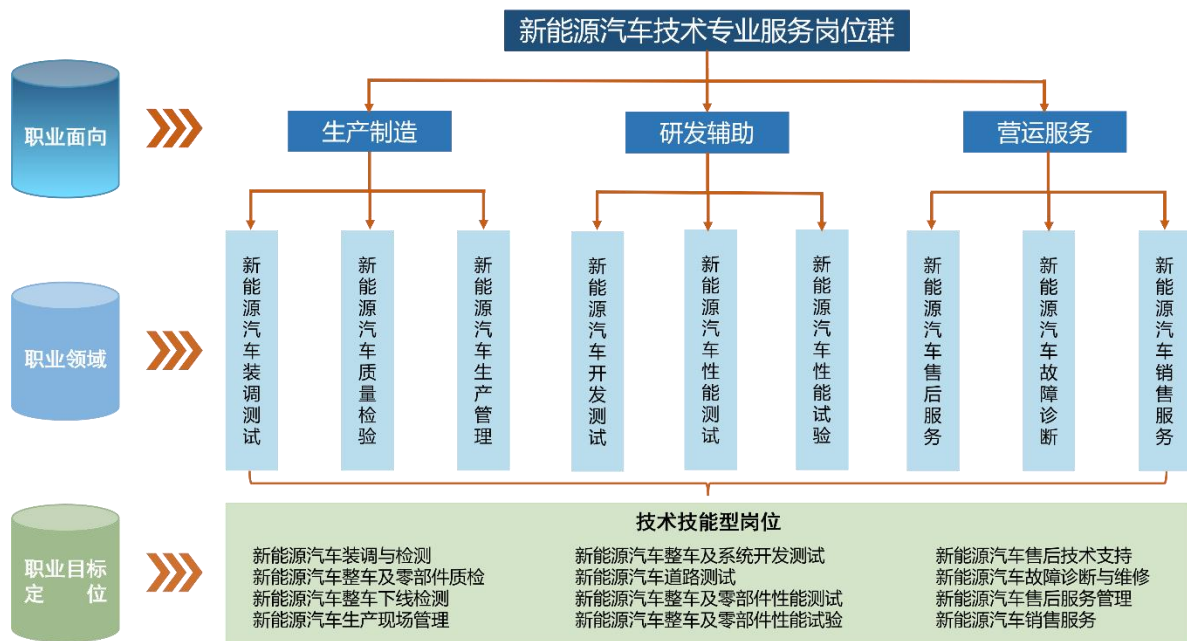 新能源汽车技术专业服务岗位群
职业面向
生产制造
研发辅助
营运服务
职业领域
新能源汽车装调测试
新能源汽车质量检验
新能源汽车生产管理
新能源汽车开发测试
新能源汽车性能测试
新能源汽车性能试验
新能源汽车售后服务
新能源汽车故障诊断
新能源汽车销售服务
职业目标
定 位
技术技能型岗位
新能源汽车装调与检测
新能源汽车整车及零部件质检
新能源汽车整车下线检测
新能源汽车生产现场管理
新能源汽车整车及系统开发测试
新能源汽车道路测试
新能源汽车整车及零部件性能测试
新能源汽车整车及零部件性能试验
新能源汽车售后技术支持
新能源汽车故障诊断与维修
新能源汽车售后服务管理
新能源汽车销售服务